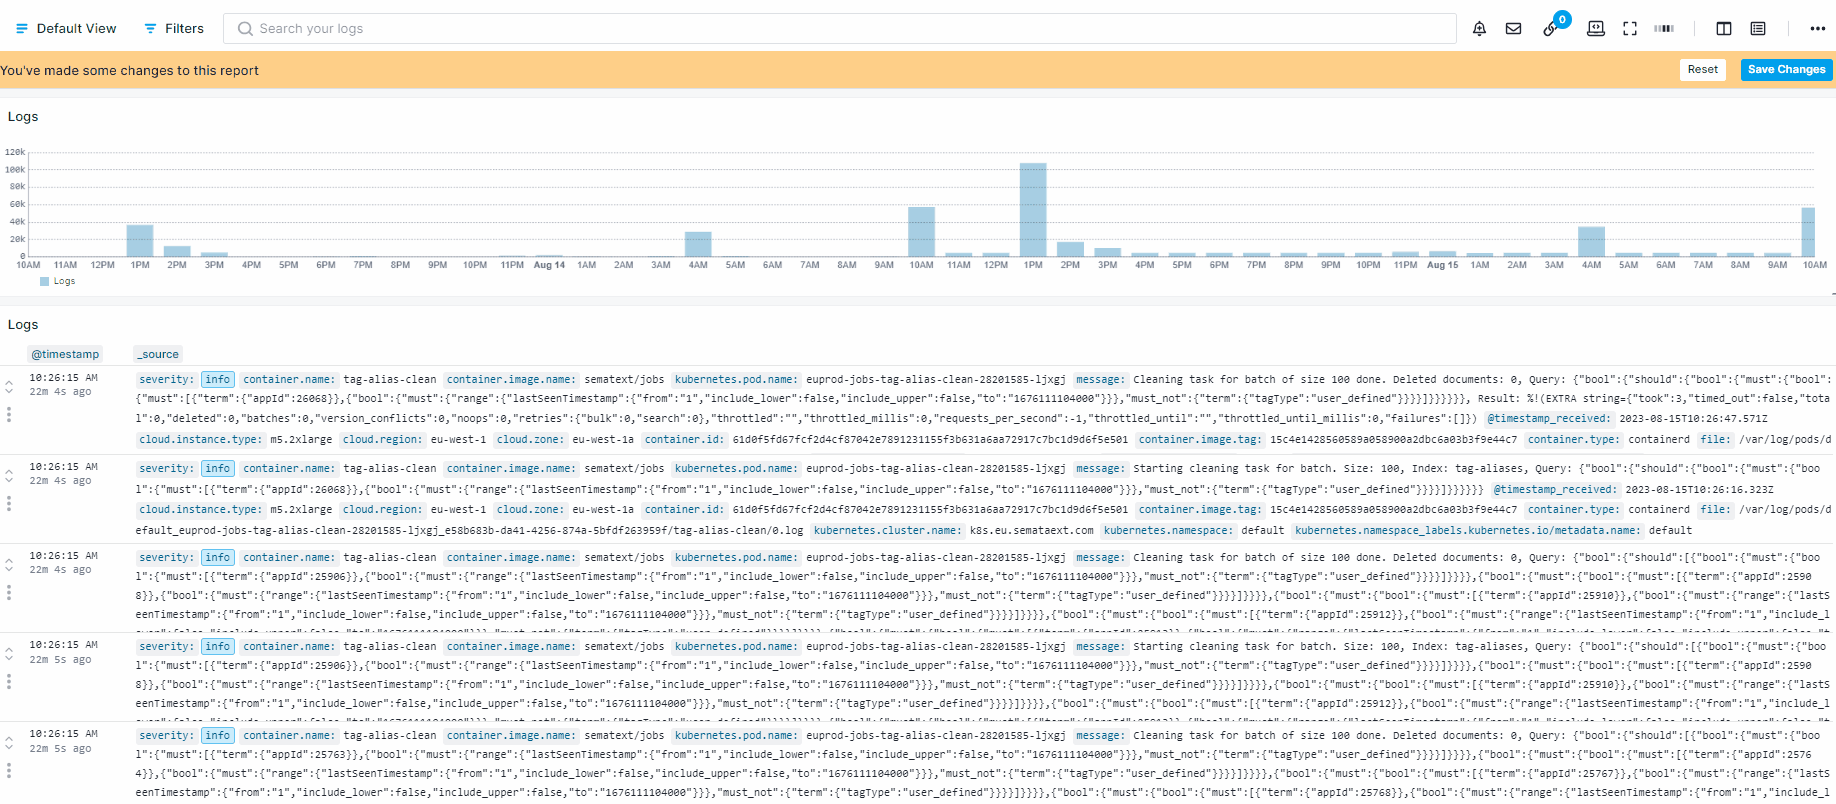 Default View Filters Search your logs 0
You've made some changes to this report Reset Save Changes
Logs
120k
100k
80k
60k
40k
20k
0
10AM 11AM 12PM 1PM 2PM 3PM 4PM 5PM 6PM 7PM 8PM 9PM 10PM 11PM Aug 14 1AM 2AM 3AM 4AM 5AM 6AM 7AM 8AM 9AM 10AM 11AM 12PM 1PM 2PM 3PM 4PM 5PM 6PM 7PM 8PM 9PM 10PM 11PM Aug 15 1AM 2AM 3AM 4AM 5AM 6AM 7AM 8AM 9AM 10AM
Logs
Logs
@timestamp _source
10:26:15 AM severity: info container.name: tag-alias-clean container.image.name: sematext/jobs kubernetes.pod.name: euprod-jobs-tag-alias-clean-28201585-ljxgj message: Cleaning task for batch of size 100 done. Deleted documents: 0, Query: {"bool":{"should":{"bool":{"must":{"bool":
22m 4s ago {"must":[{"term":{"appId":26068}},{"bool":{"must":{"range":{"lastSeenTimestamp":{"from":"1","include_lower":false,"include_upper":false,"to":"1676111104000"}}},"must_not":{"term":{"tagType":"user_defined"}}}}]}}}}}}, Result: %!(EXTRA string={"took":3,"timed_out":false,"tota
l":0,"deleted":0,"batches":0,"version_conflicts":0,"noops":0,"retries":{"bulk":0,"search":0},"throttled":"","throttled_millis":0,"requests_per_second":-1,"throttled_until":"","throttled_until_millis":0,"failures":[]}) @timestamp_received: 2023-08-15T10:26:47.571Z
cloud.instance.type: m5.2xlarge cloud.region: eu-west-1 cloud.zone: eu-west-1a container.id: 61d0f5fd67fcf2d4cf87042e7891231155f3b631a6aa72917c7bc1d9d6f5e501 container.image.tag: 15c4e1428560589a058900a2dbc6a03b3f9e44c7 container.type: containerd file: /var/log/pods/d
10:26:15 AM severity: info container.name: tag-alias-clean container.image.name: sematext/jobs kubernetes.pod.name: euprod-jobs-tag-alias-clean-28201585-ljxgj message: Starting cleaning task for batch. Size: 100, Index: tag-aliases, Query: {"bool":{"should":{"bool":{"must":{"bo
22m 4s ago ol":{"must":[{"term":{"appId":26068}},{"bool":{"must":{"range":{"lastSeenTimestamp":{"from":"1","include_lower":false,"include_upper":false,"to":"1676111104000"}}},"must_not":{"term":{"tagType":"user_defined"}}}}]}}}}}} @timestamp_received: 2023-08-15T10:26:16.323Z
cloud.instance.type: m5.2xlarge cloud.region: eu-west-1 cloud.zone: eu-west-1a container.id: 61d0f5fd67fcf2d4cf87042e7891231155f3b631a6aa72917c7bc1d9d6f5e501 container.image.tag: 15c4e1428560589a058900a2dbc6a03b3f9e44c7 container.type: containerd file: /var/log/pods/d
efault_euprod-jobs-tag-alias-clean-28201585-ljxgj_e58b683b-da41-4256-874a-5bfdf263959f/tag-alias-clean/0.log kubernetes.cluster.name: k8s.eu.semataext.com kubernetes.namespace: default kubernetes.namespace_labels.kubernetes.io/metadata.name: default
10:26:15 AM severity: info container.name: tag-alias-clean container.image.name: sematext/jobs kubernetes.pod.name: euprod-jobs-tag-alias-clean-28201585-ljxgj message: Cleaning task for batch of size 100 done. Deleted documents: 0, Query: {"bool":{"should":[{"bool":{"must":{"boo
22m 4s ago l":{"must":[{"term":{"appId":25906}},{"bool":{"must":{"range":{"lastSeenTimestamp":{"from":"1","include_lower":false,"include_upper":false,"to":"1676111104000"}}},"must_not":{"term":{"tagType":"user_defined"}}}}]}}}},{"bool":{"must":{"bool":{"must":[{"term":{"appId":2590
8}},{"bool":{"must":{"range":{"lastSeenTimestamp":{"from":"1","include_lower":false,"include_upper":false,"to":"1676111104000"}}},"must_not":{"term":{"tagType":"user_defined"}}}}]}}}},{"bool":{"must":{"bool":{"must":[{"term":{"appId":25910}},{"bool":{"must":{"range":{"lastS
eenTimestamp":{"from":"1","include_lower":false,"include_upper":false,"to":"1676111104000"}}},"must_not":{"term":{"tagType":"user_defined"}}}}]}}}},{"bool":{"must":{"bool":{"must":[{"term":{"appId":25912}},{"bool":{"must":{"range":{"lastSeenTimestamp":{"from":"1","include_l
10:26:15 AM severity: info container.name: tag-alias-clean container.image.name: sematext/jobs kubernetes.pod.name: euprod-jobs-tag-alias-clean-28201585-ljxgj message: Starting cleaning task for batch. Size: 100, Index: tag-aliases, Query: {"bool":{"should":[{"bool":{"must":{"bo
22m 5s ago ol":{"must":[{"term":{"appId":25906}},{"bool":{"must":{"range":{"lastSeenTimestamp":{"from":"1","include_lower":false,"include_upper":false,"to":"1676111104000"}}},"must_not":{"term":{"tagType":"user_defined"}}}}]}}}},{"bool":{"must":{"bool":{"must":[{"term":{"appId":2590
8}},{"bool":{"must":{"range":{"lastSeenTimestamp":{"from":"1","include_lower":false,"include_upper":false,"to":"1676111104000"}}},"must_not":{"term":{"tagType":"user_defined"}}}}]}}}},{"bool":{"must":{"bool":{"must":[{"term":{"appId":25910}},{"bool":{"must":{"range":{"lastS
eenTimestamp":{"from":"1","include_lower":false,"include_upper":false,"to":"1676111104000"}}},"must_not":{"term":{"tagType":"user_defined"}}}}]}}}},{"bool":{"must":{"bool":{"must":[{"term":{"appId":25912}},{"bool":{"must":{"range":{"lastSeenTimestamp":{"from":"1","include_l
10:26:15 AM severity: info container.name: tag-alias-clean container.image.name: sematext/jobs kubernetes.pod.name: euprod-jobs-tag-alias-clean-28201585-ljxgj message: Cleaning task for batch of size 100 done. Deleted documents: 0, Query: {"bool":{"should":[{"bool":{"must":{"boo
22m 5s ago l":{"must":[{"term":{"appId":25763}},{"bool":{"must":{"range":{"lastSeenTimestamp":{"from":"1","include_lower":false,"include_upper":false,"to":"1676111104000"}}},"must_not":{"term":{"tagType":"user_defined"}}}}]}}}},{"bool":{"must":{"bool":{"must":[{"term":{"appId":2576
4}},{"bool":{"must":{"range":{"lastSeenTimestamp":{"from":"1","include_lower":false,"include_upper":false,"to":"1676111104000"}}},"must_not":{"term":{"tagType":"user_defined"}}}}]}}}},{"bool":{"must":{"bool":{"must":[{"term":{"appId":25767}},{"bool":{"must":{"range":{"lastS
eenTimestamp":{"from":"1","include_lower":false,"include_upper":false,"to":"1676111104000"}}},"must_not":{"term":{"tagType":"user_defined"}}}}]}}}},{"bool":{"must":{"bool":{"must":[{"term":{"appId":25768}},{"bool":{"must":{"range":{"lastSeenTimestamp":{"from":"1","include_l